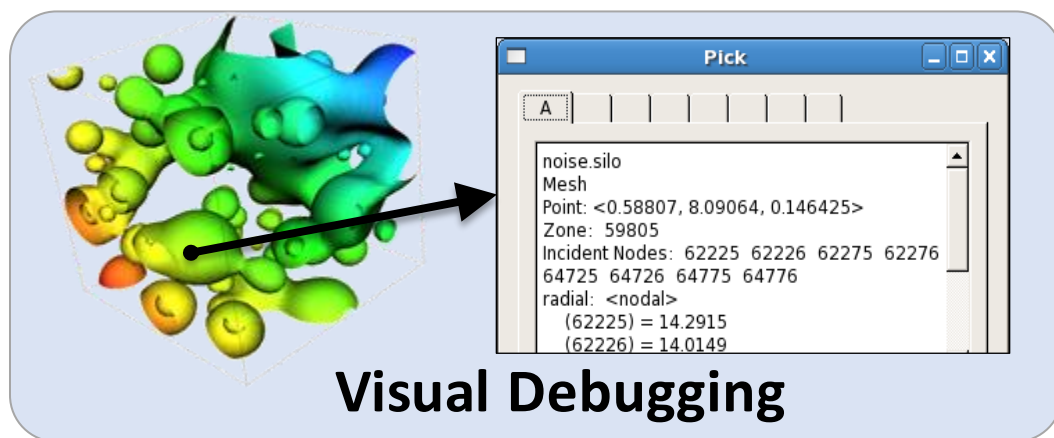 Pick
A
noise.silo
Mesh
Point: <0.58807, 8.09064, 0.146425>
Zone: 59805
Incident Nodes: 62225 62226 62275 62276
64725 64726 64775 64776
radial: <nodal>
(62225) = 14.2915
(62226) = 14.0149
Visual Debugging